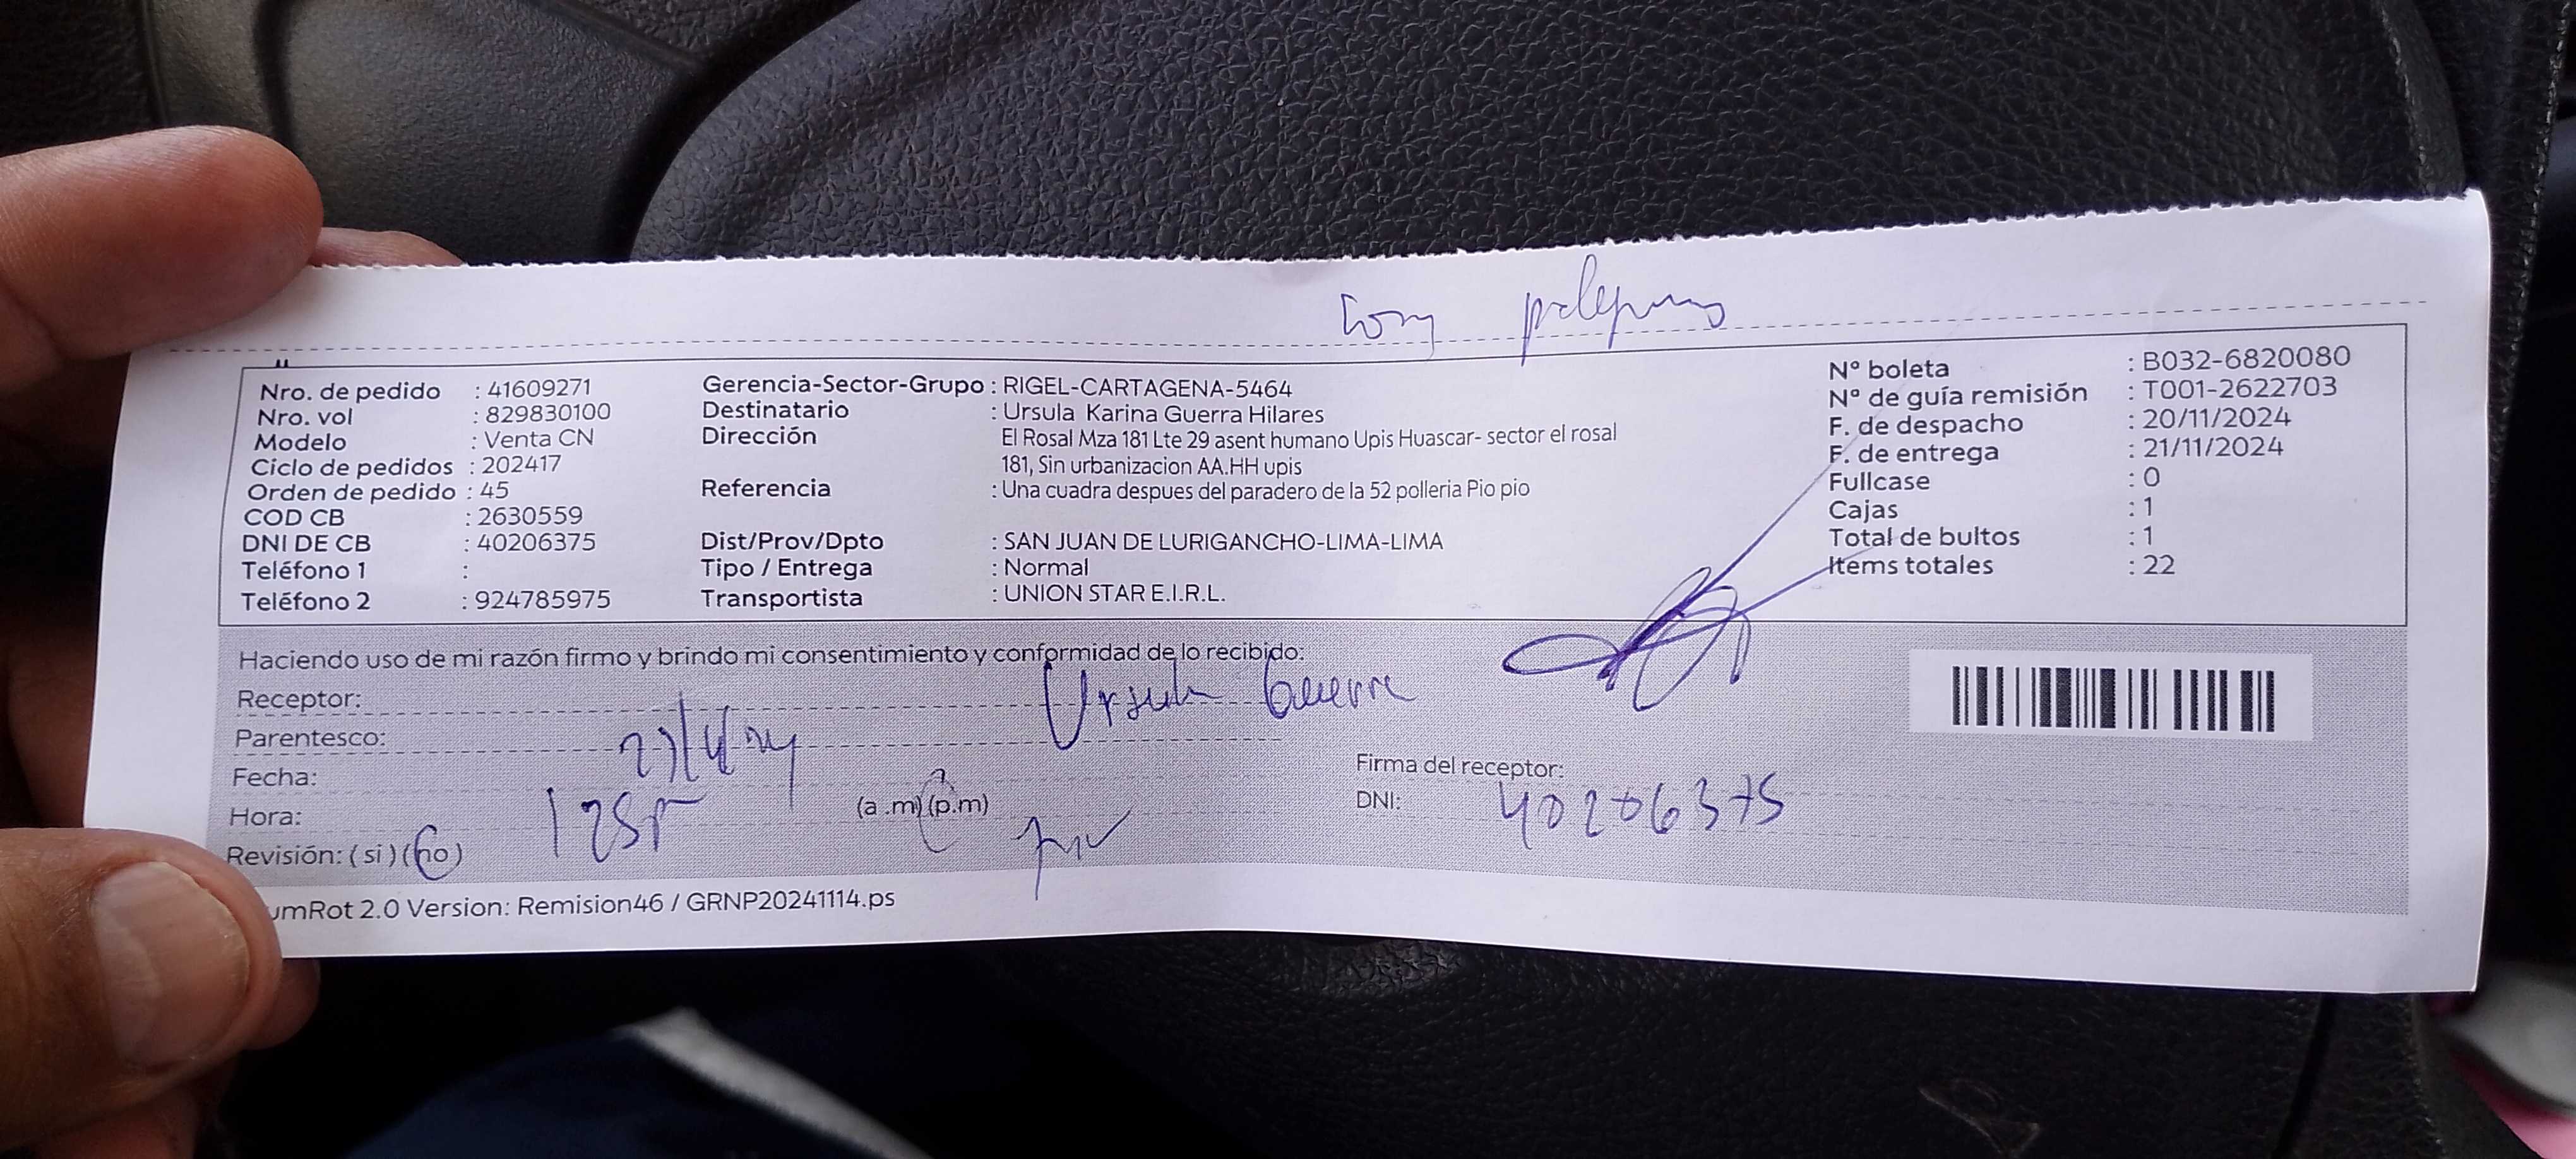 Nro. de pedido : 41609271
Nro. vol : 829830100
Modelo : Venta CN
Ciclo de pedidos : 202417
Orden de pedido : 45
COD CB : 2630559
DNI DE CB : 40206375
Teléfono 1 :
Teléfono 2 : 924785975
Gerencia-Sector-Grupo : RIGEL-CARTAGENA-5464
Destinatario : Ursula Karina Guerra Hilares
Dirección El Rosal Mza 181 Lte 29 asent humano Upis Huascar- sector el rosal
181, Sin urbanizacion AA.HH upis
Referencia : Una cuadra despues del paradero de la 52 polleria Pio pio
Dist/Prov/Dpto : SAN JUAN DE LURIGANCHO-LIMA-LIMA
Tipo / Entrega : Normal
Transportista : UNION STAR E.I.R.L.
Nº boleta : B032-6820080
Nº de guía remisión : T001-2622703
F. de despacho : 20/11/2024
F. de entrega : 21/11/2024
Fullcase : 0
Cajas : 1
Total de bultos : 1
Items totales : 22
Haciendo uso de mi razón firmo y brindo mi consentimiento y conformidad de lo recibido:
Receptor: Ursula Guerra
Parentesco:
Fecha:
Hora: (a .m) (p.m)
Revisión: ( si ) (no)
Firma del receptor:
DNI: 40206375
umRot 2.0 Version: Remision46 / GRNP20241114.ps